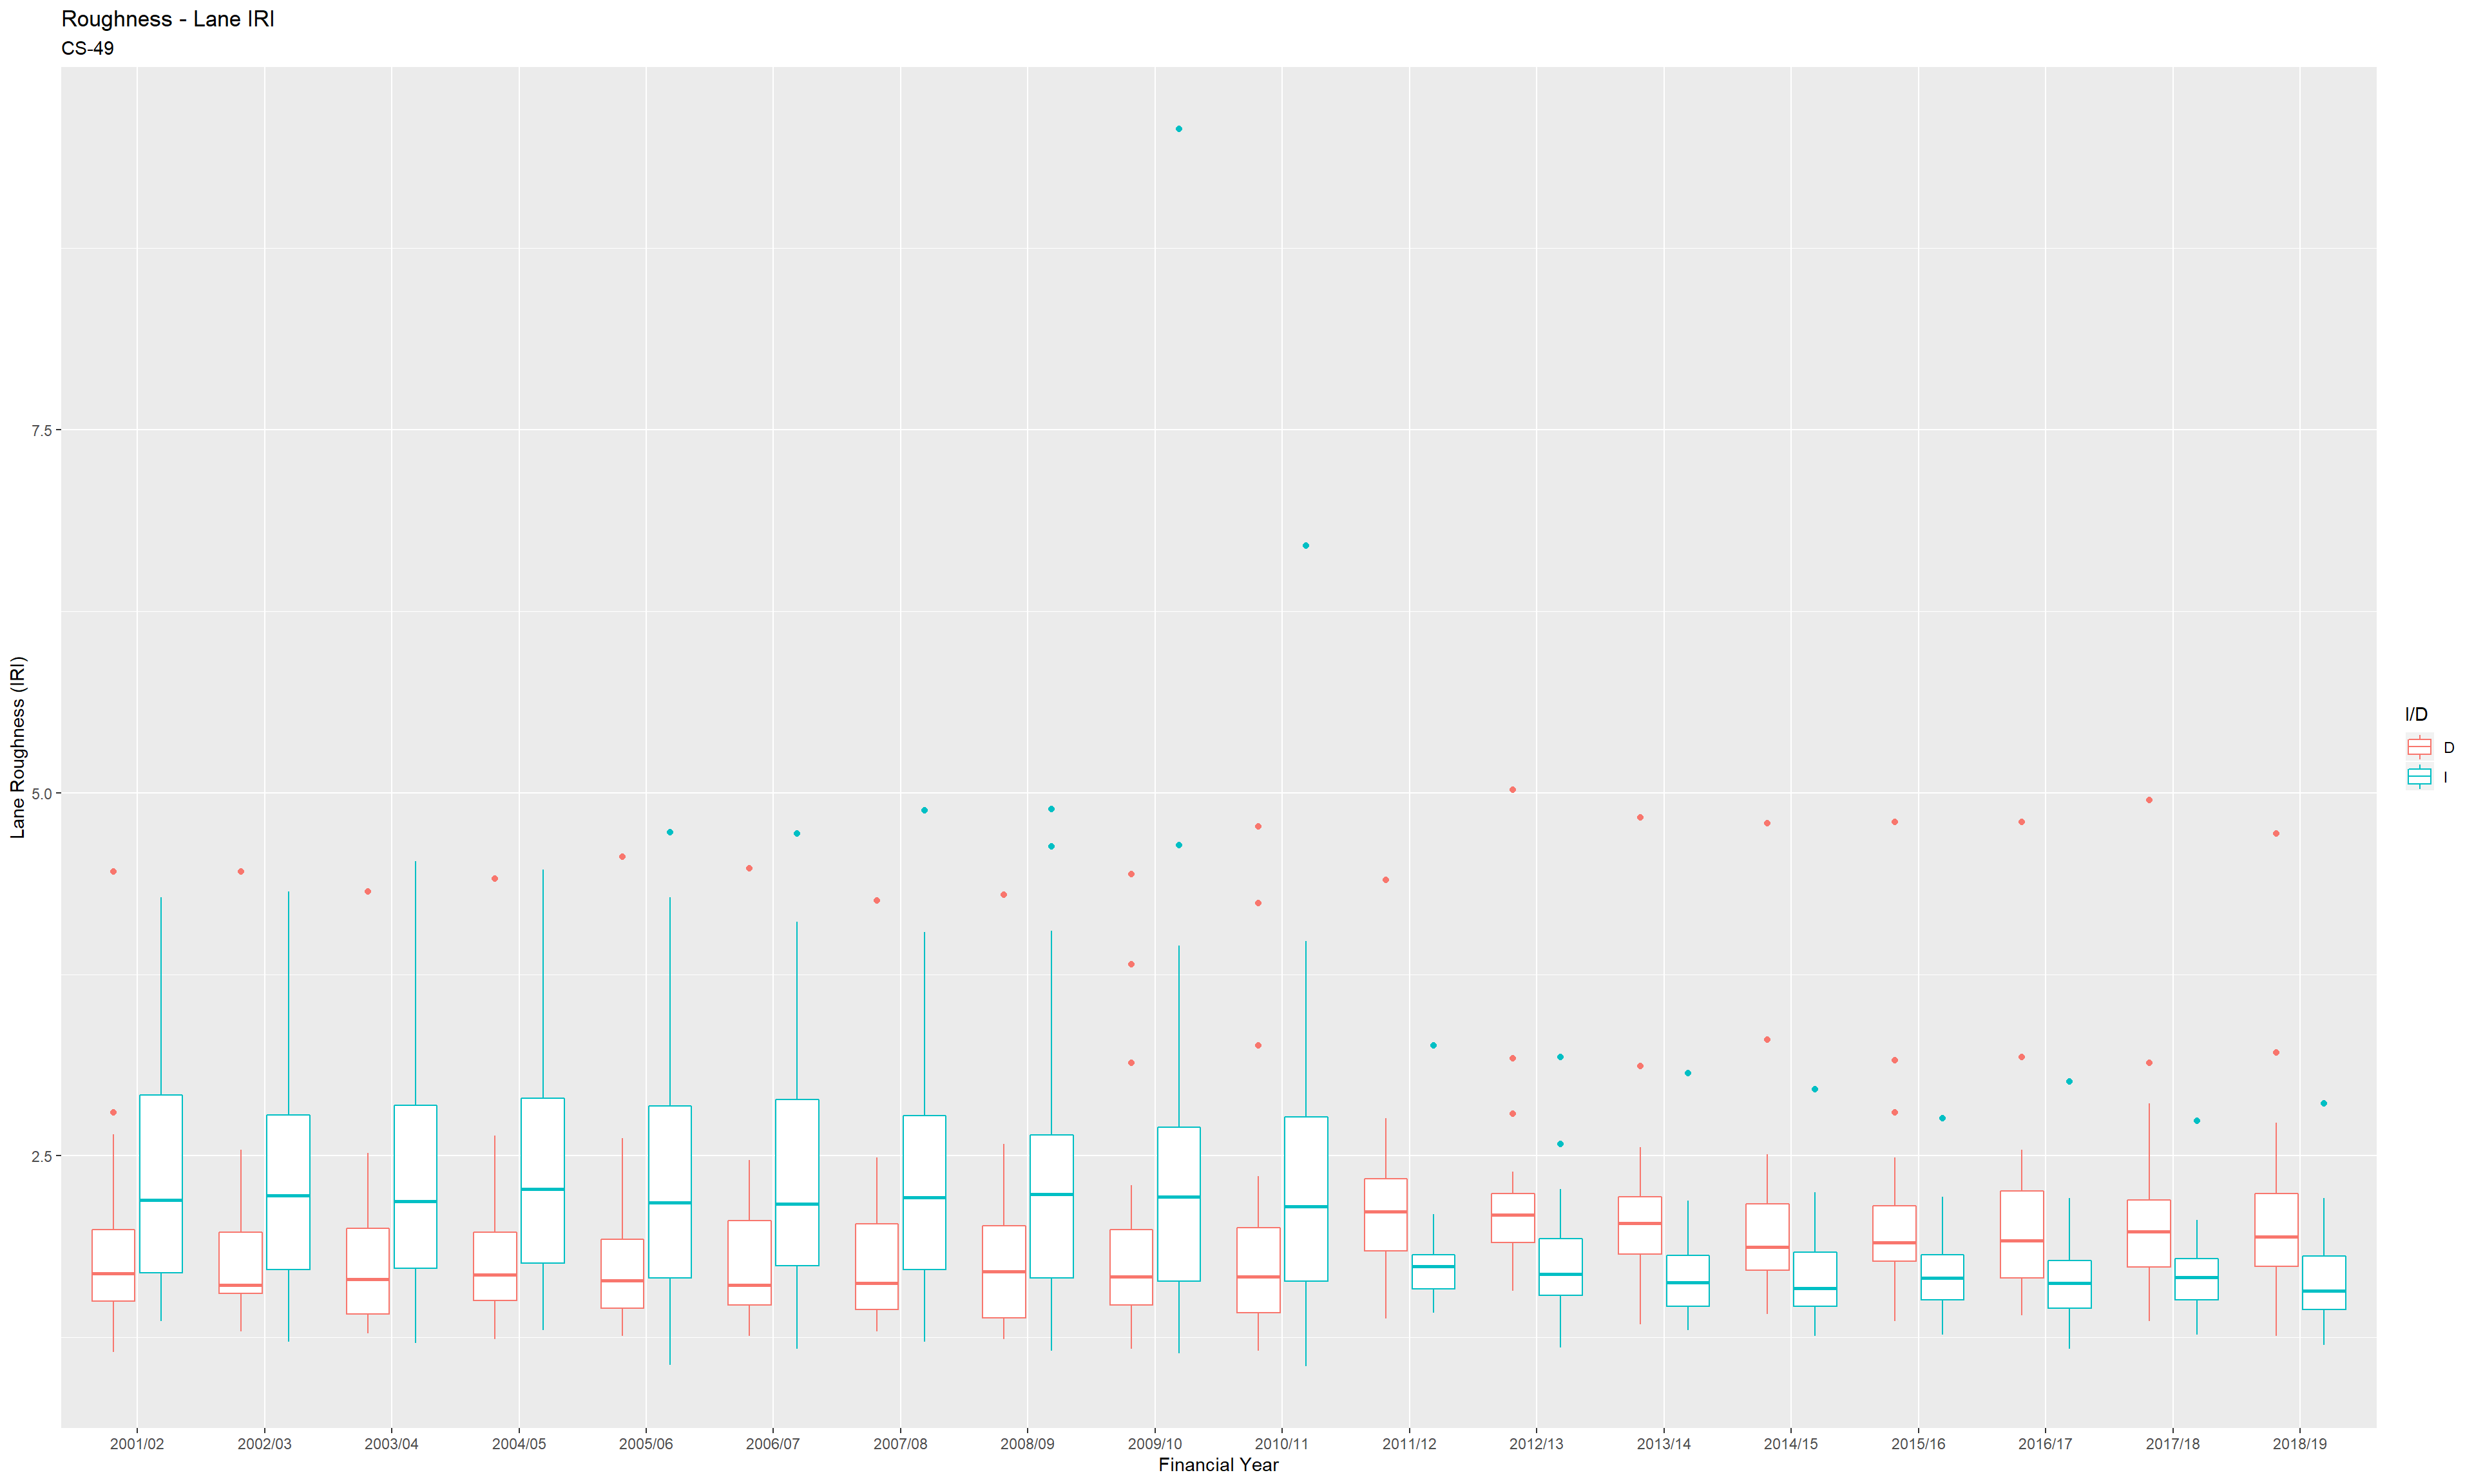 Roughness - Lane IRI
CS-49
Lane Roughness (IRI)
7.5
5.0
2.5
2001/02 2002/03 2003/04 2004/05 2005/06 2006/07 2007/08 2008/09 2009/10 2010/11 2011/12 2012/13 2013/14 2014/15 2015/16 2016/17 2017/18 2018/19
Financial Year
I/D
D
I